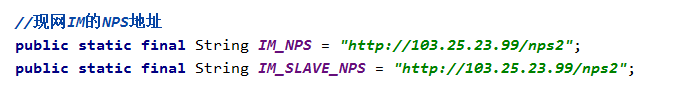 //现网IM的NPS地址
public static final String IM_NPS = "http://103.25.23.99/nps2";
public static final String IM_SLAVE_NPS = "http://103.25.23.99/nps2";